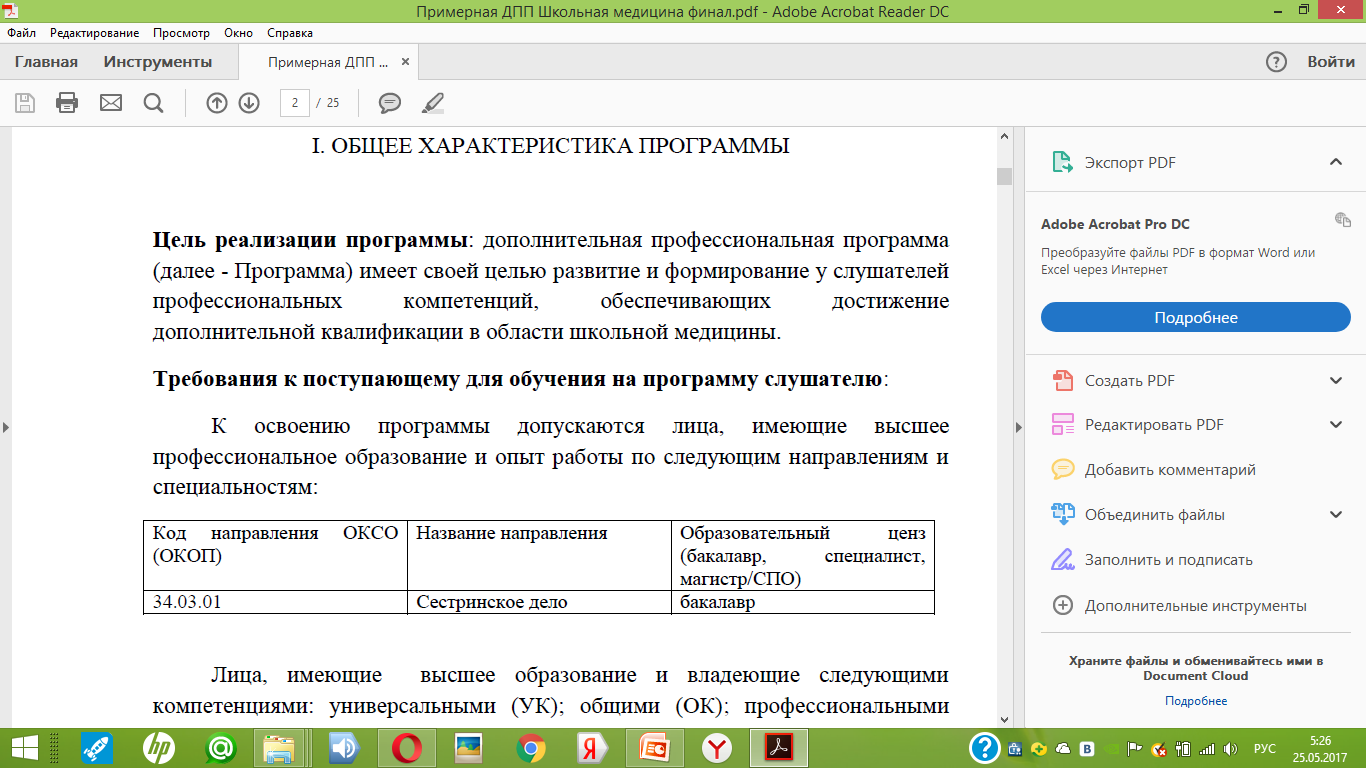 Примерная ДПП Школьная медицина финал.pdf - Adobe Acrobat Reader DC
Файл Редактирование Просмотр Окно Справка
Главная Инструменты Примерная ДПП ... × ? Войти
2 / 25
I. ОБЩЕЕ ХАРАКТЕРИСТИКА ПРОГРАММЫ
Цель реализации программы: дополнительная профессиональная программа
(далее - Программа) имеет своей целью развитие и формирование у слушателей
профессиональных компетенций, обеспечивающих достижение
дополнительной квалификации в области школьной медицины.
Требования к поступающему для обучения на программу слушателю:
К освоению программы допускаются лица, имеющие высшее
профессиональное образование и опыт работы по следующим направлениям и
специальностям:
Код направления ОКСО
(ОКОП)
Название направления
Образовательный ценз
(бакалавр, специалист,
магистр/СПО)
34.03.01 Сестринское дело бакалавр
Лица, имеющие высшее образование и владеющие следующими
компетенциями: универсальными (УК); общими (ОК); профессиональными
Экспорт PDF
Adobe Acrobat Pro DC
Преобразуйте файлы PDF в формат Word или
Excel через Интернет
Подробнее
Создать PDF
Редактировать PDF
Добавить комментарий
Объединить файлы
Заполнить и подписать
Дополнительные инструменты
Храните файлы и обменивайтесь ими в
Document Cloud
Подробнее
РУС
5:26
25.05.2017